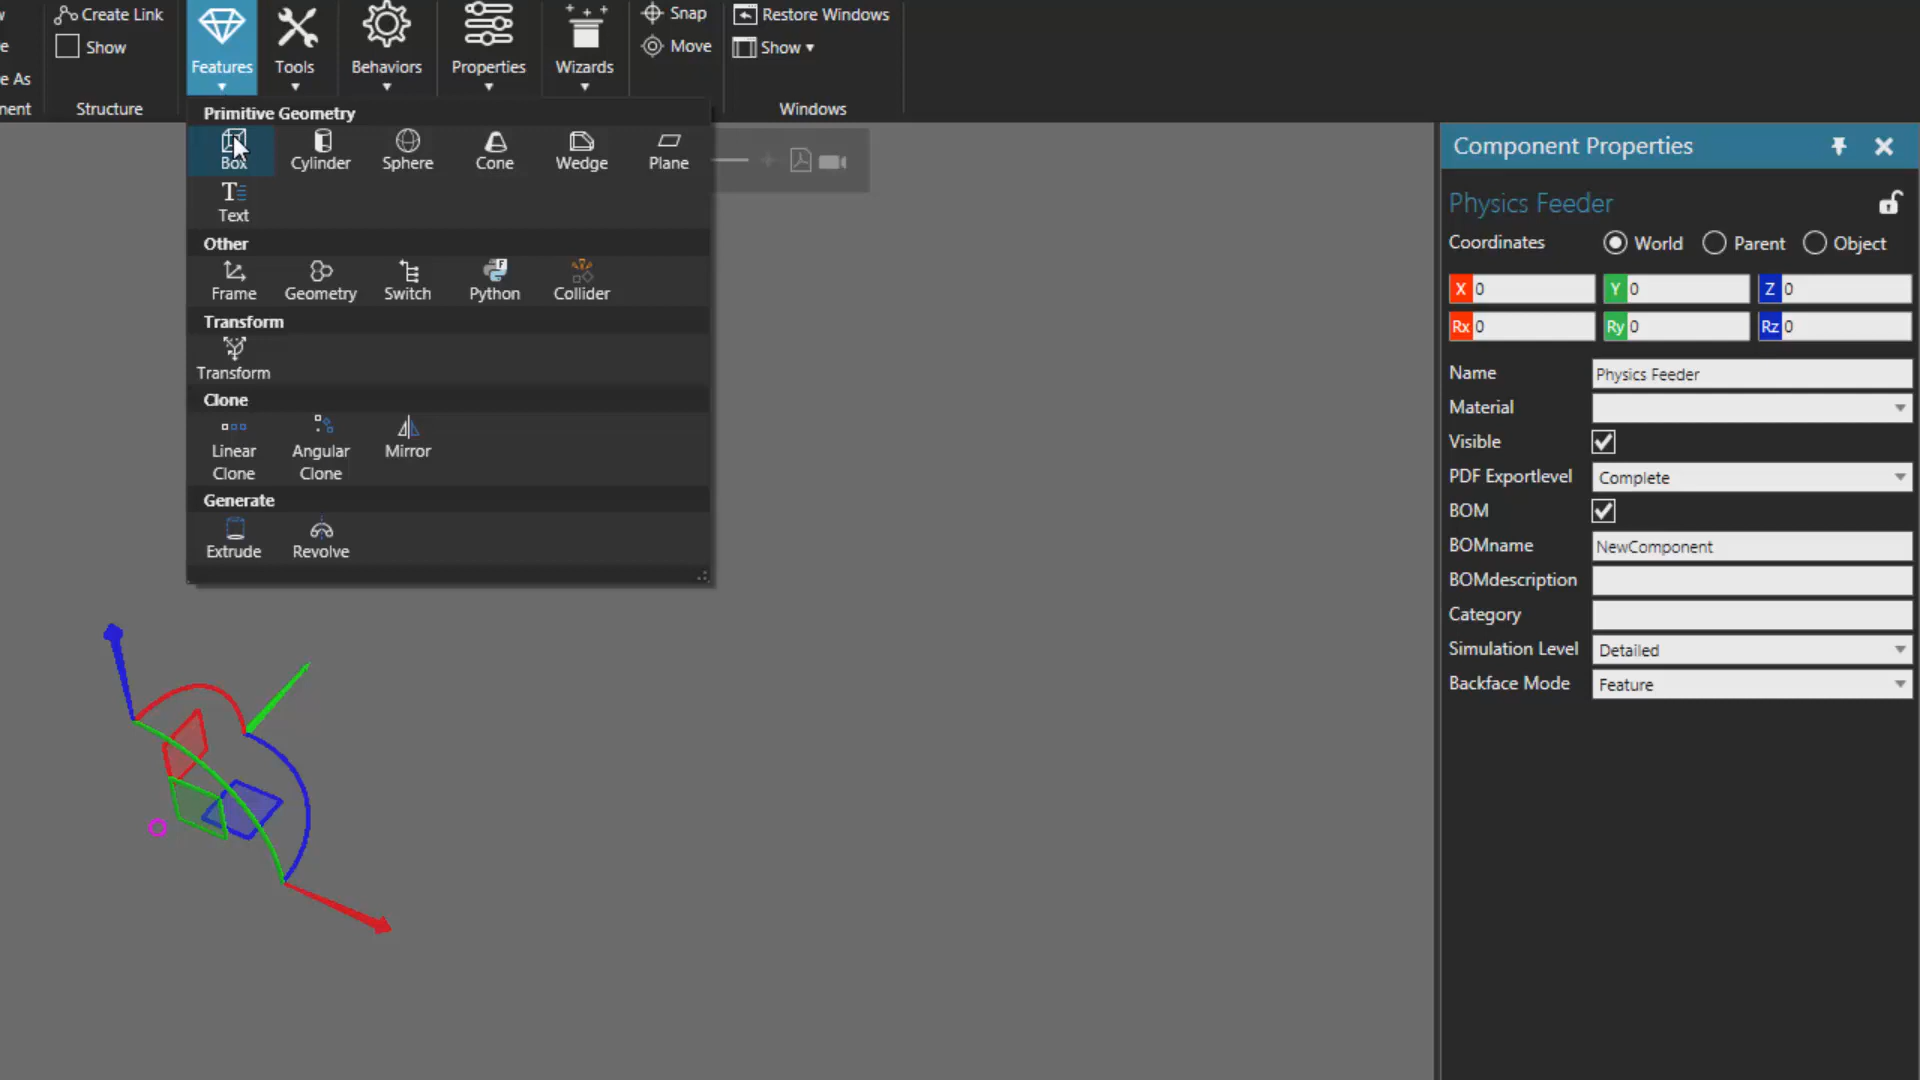 Create Link
Show
e
e As
nent
Structure
Features
Tools
Behaviors
Properties
Wizards
Snap
Move
Restore Windows
Show
Windows
Primitive Geometry
Box
Cylinder
Sphere
Cone
Wedge
Plane
Text
Other
Frame
Geometry
Switch
Python
Collider
Transform
Transform
Clone
Linear
Clone
Angular
Clone
Mirror
Generate
Extrude
Revolve
Component Properties
Physics Feeder
Coordinates World Parent Object
X 0 Y 0 Z 0
Rx 0 Ry 0 Rz 0
Name Physics Feeder
Material
Visible
PDF Exportlevel Complete
BOM
BOMname NewComponent
BOMdescription
Category
Simulation Level Detailed
Backface Mode Feature